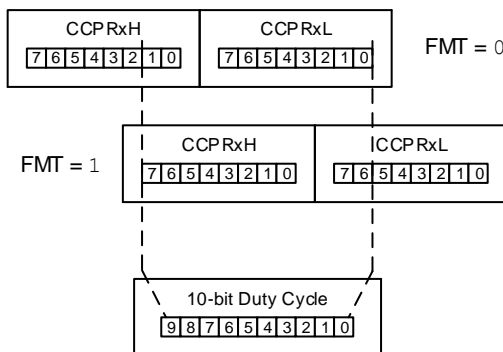 CCPRxH CCPRxL
7 6 5 4 3 2 1 0 7 6 5 4 3 2 1 0 FMT = 0
CCPRxH CCPRxL
FMT = 1 7 6 5 4 3 2 1 0 7 6 5 4 3 2 1 0
10-bit Duty Cycle
9 8 7 6 5 4 3 2 1 0